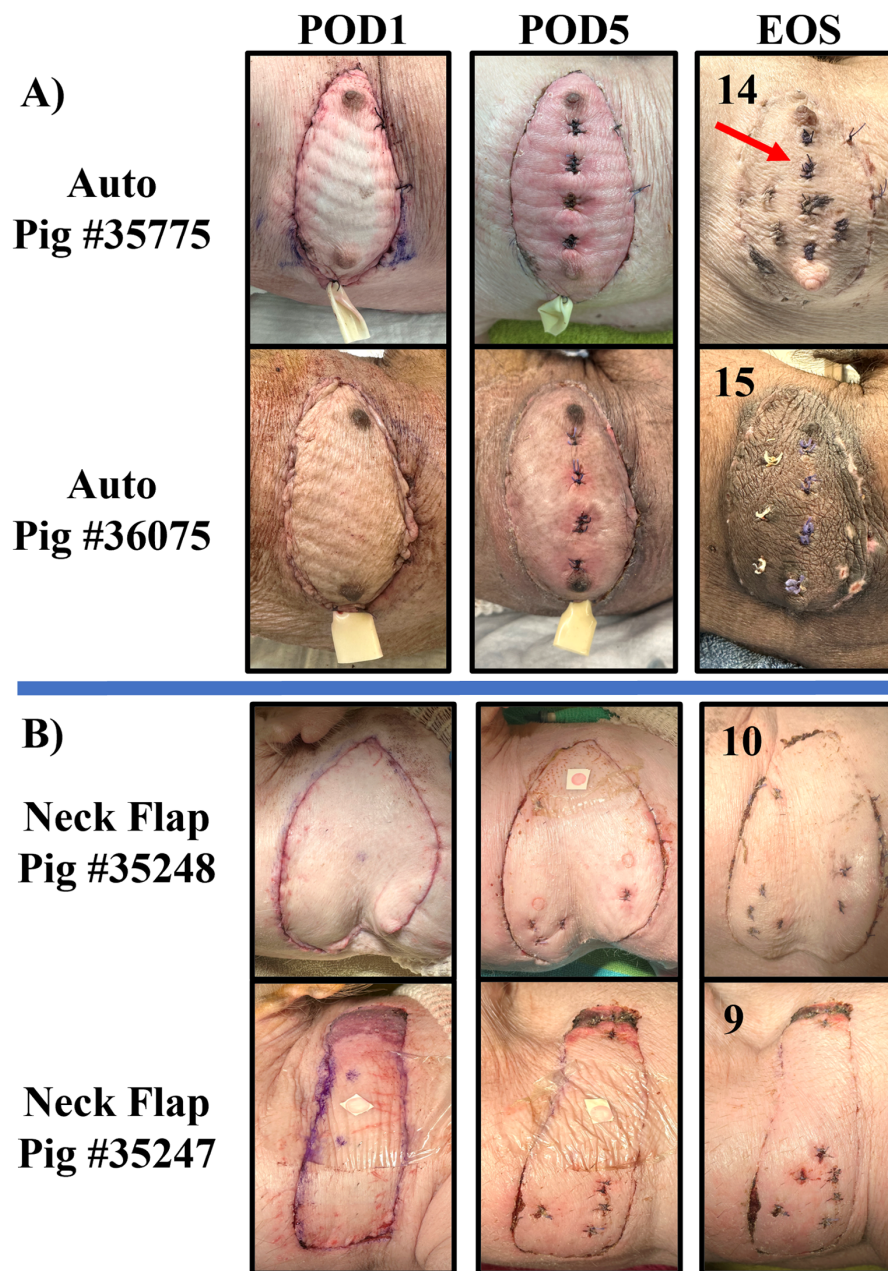 POD1 POD5 EOS
A)
14
Auto
Pig #35775
15
Auto
Pig #36075
B)
10
Neck Flap
Pig #35248
9
Neck Flap
Pig #35247